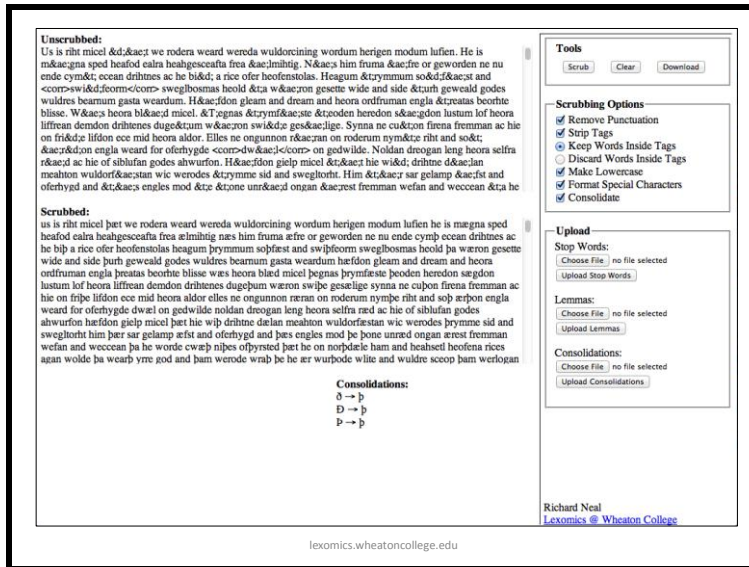 Unscrubbed:
Us is riht micel &d;&ae;t we rodera weard wereda wuldorcining wordum herigen modum lufien. He is
m&ae;gna sped heafod ealra heahgesceafta frea &ae;lmihtig. N&ae;s him fruma &ae;fre or geworden ne nu
ende cym&t; ecean drihtnes ac he bi&d; a rice ofer heofenstolas. Heagum &t;rymmum so&d;f&ae;st and
<corr>swi&d;feorm</corr> sweglbosmas heold &t;a w&ae;ron gesette wide and side &t;urh geweald godes
wuldres bearnum gasta weardum. H&ae;fdon gleam and dream and heora ordfruman engla &t;reatas beorhte
blisse. W&ae;s heora bl&ae;d micel. &T;egnas &t;rymf&ae;ste &t;eoden heredon s&ae;gdon lustum lof heora
liffrean demdon drihtenes duge&t;um w&ae;ron swi&d;e ges&ae;lige. Synna ne cu&t;on firena fremman ac hie
on fri&d;e lifdon ece mid heora aldor. Elles ne ongunnon r&ae;ran on roderum nym&t;e riht and so&t;
&ae;r&d;on engla weard for oferhygde <corr>dw&ae;l</corr> on gedwilde. Noldan dreogan leng heora selfra
r&ae;d ac hie of siblufan godes ahwurfon. H&ae;fdon gielp micel &t;&ae;t hie wi&d; drihtne d&ae;lan
meahton wuldorf&ae;stan wic werodes &t;rymme sid and swegltorht. Him &t;&ae;r sar gelamp &ae;fst and
oferhygd and &t;&ae;s engles mod &t;e &t;one unr&ae;d ongan &ae;rest fremman wefan and weccean &t;a he
Scrubbed:
us is riht micel þæt we rodera weard wereda wuldorcining wordum herigen modum lufien he is mægna sped
heafod ealra heahgesceafta frea ælmihtig næs him fruma æfre or geworden ne nu ende cymþ ecean drihtnes ac
he biþ a rice ofer heofenstolas heagum þrymmum soþfæst and swiþfeorm sweglbosmas heold þa wæron gesette
wide and side þurh geweald godes wuldres bearnum gasta weardum hæfdon gleam and dream and heora
ordfruman engla þreatas beorhte blisse wæs heora blæd micel þegnas þrymfæste þeoden heredon sægdon
lustum lof heora liffrean demdon drihtenes dugeþum wæron swiþe gesælige synna ne cuþon firena fremman ac
hie on friþe lifdon ece mid heora aldor elles ne ongunnon ræran on roderum nymþe riht and soþ ærþon engla
weard for oferhygde dwæl on gedwilde noldan dreogan leng heora selfra ræd ac hie of siblufan godes
ahwurfon hæfdon gielp micel þæt hie wiþ drihtne dælan meahton wuldorfæstan wic werodes þrymme sid and
swegltorht him þær sar gelamp æfst and oferhygd and þæs engles mod þe þone unræd ongan ærest fremman
wefan and weccean þa he worde cwæþ niþes ofþyrsted þæt he on norþdæle ham and heahsetl heofena rices
agan wolde þa wearþ yrre god and þam werode wraþ þe he ær wurþode wlite and wuldre sceop þam werlogan
Consolidations:
ð → þ
Ð → þ
Þ → þ
Tools
Scrub Clear Download
Scrubbing Options
Remove Punctuation
Strip Tags
Keep Words Inside Tags
Discard Words Inside Tags
Make Lowercase
Format Special Characters
Consolidate
Upload
Stop Words:
Choose File no file selected
Upload Stop Words
Lemmas:
Choose File no file selected
Upload Lemmas
Consolidations:
Choose File no file selected
Upload Consolidations
Richard Neal
Lexomics @ Wheaton College
lexomics.wheatoncollege.edu